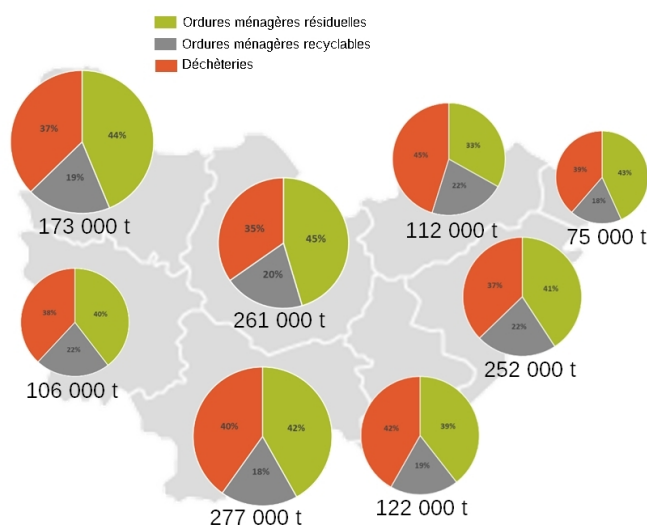 Ordures ménagères résiduelles
Ordures ménagères recyclables
Déchèteries
37%
44%
19%
173 000 t
35%
45%
20%
261 000 t
45%
33%
22%
112 000 t
39%
43%
18%
75 000 t
37%
41%
22%
252 000 t
38%
40%
22%
106 000 t
40%
42%
18%
277 000 t
42%
39%
19%
122 000 t